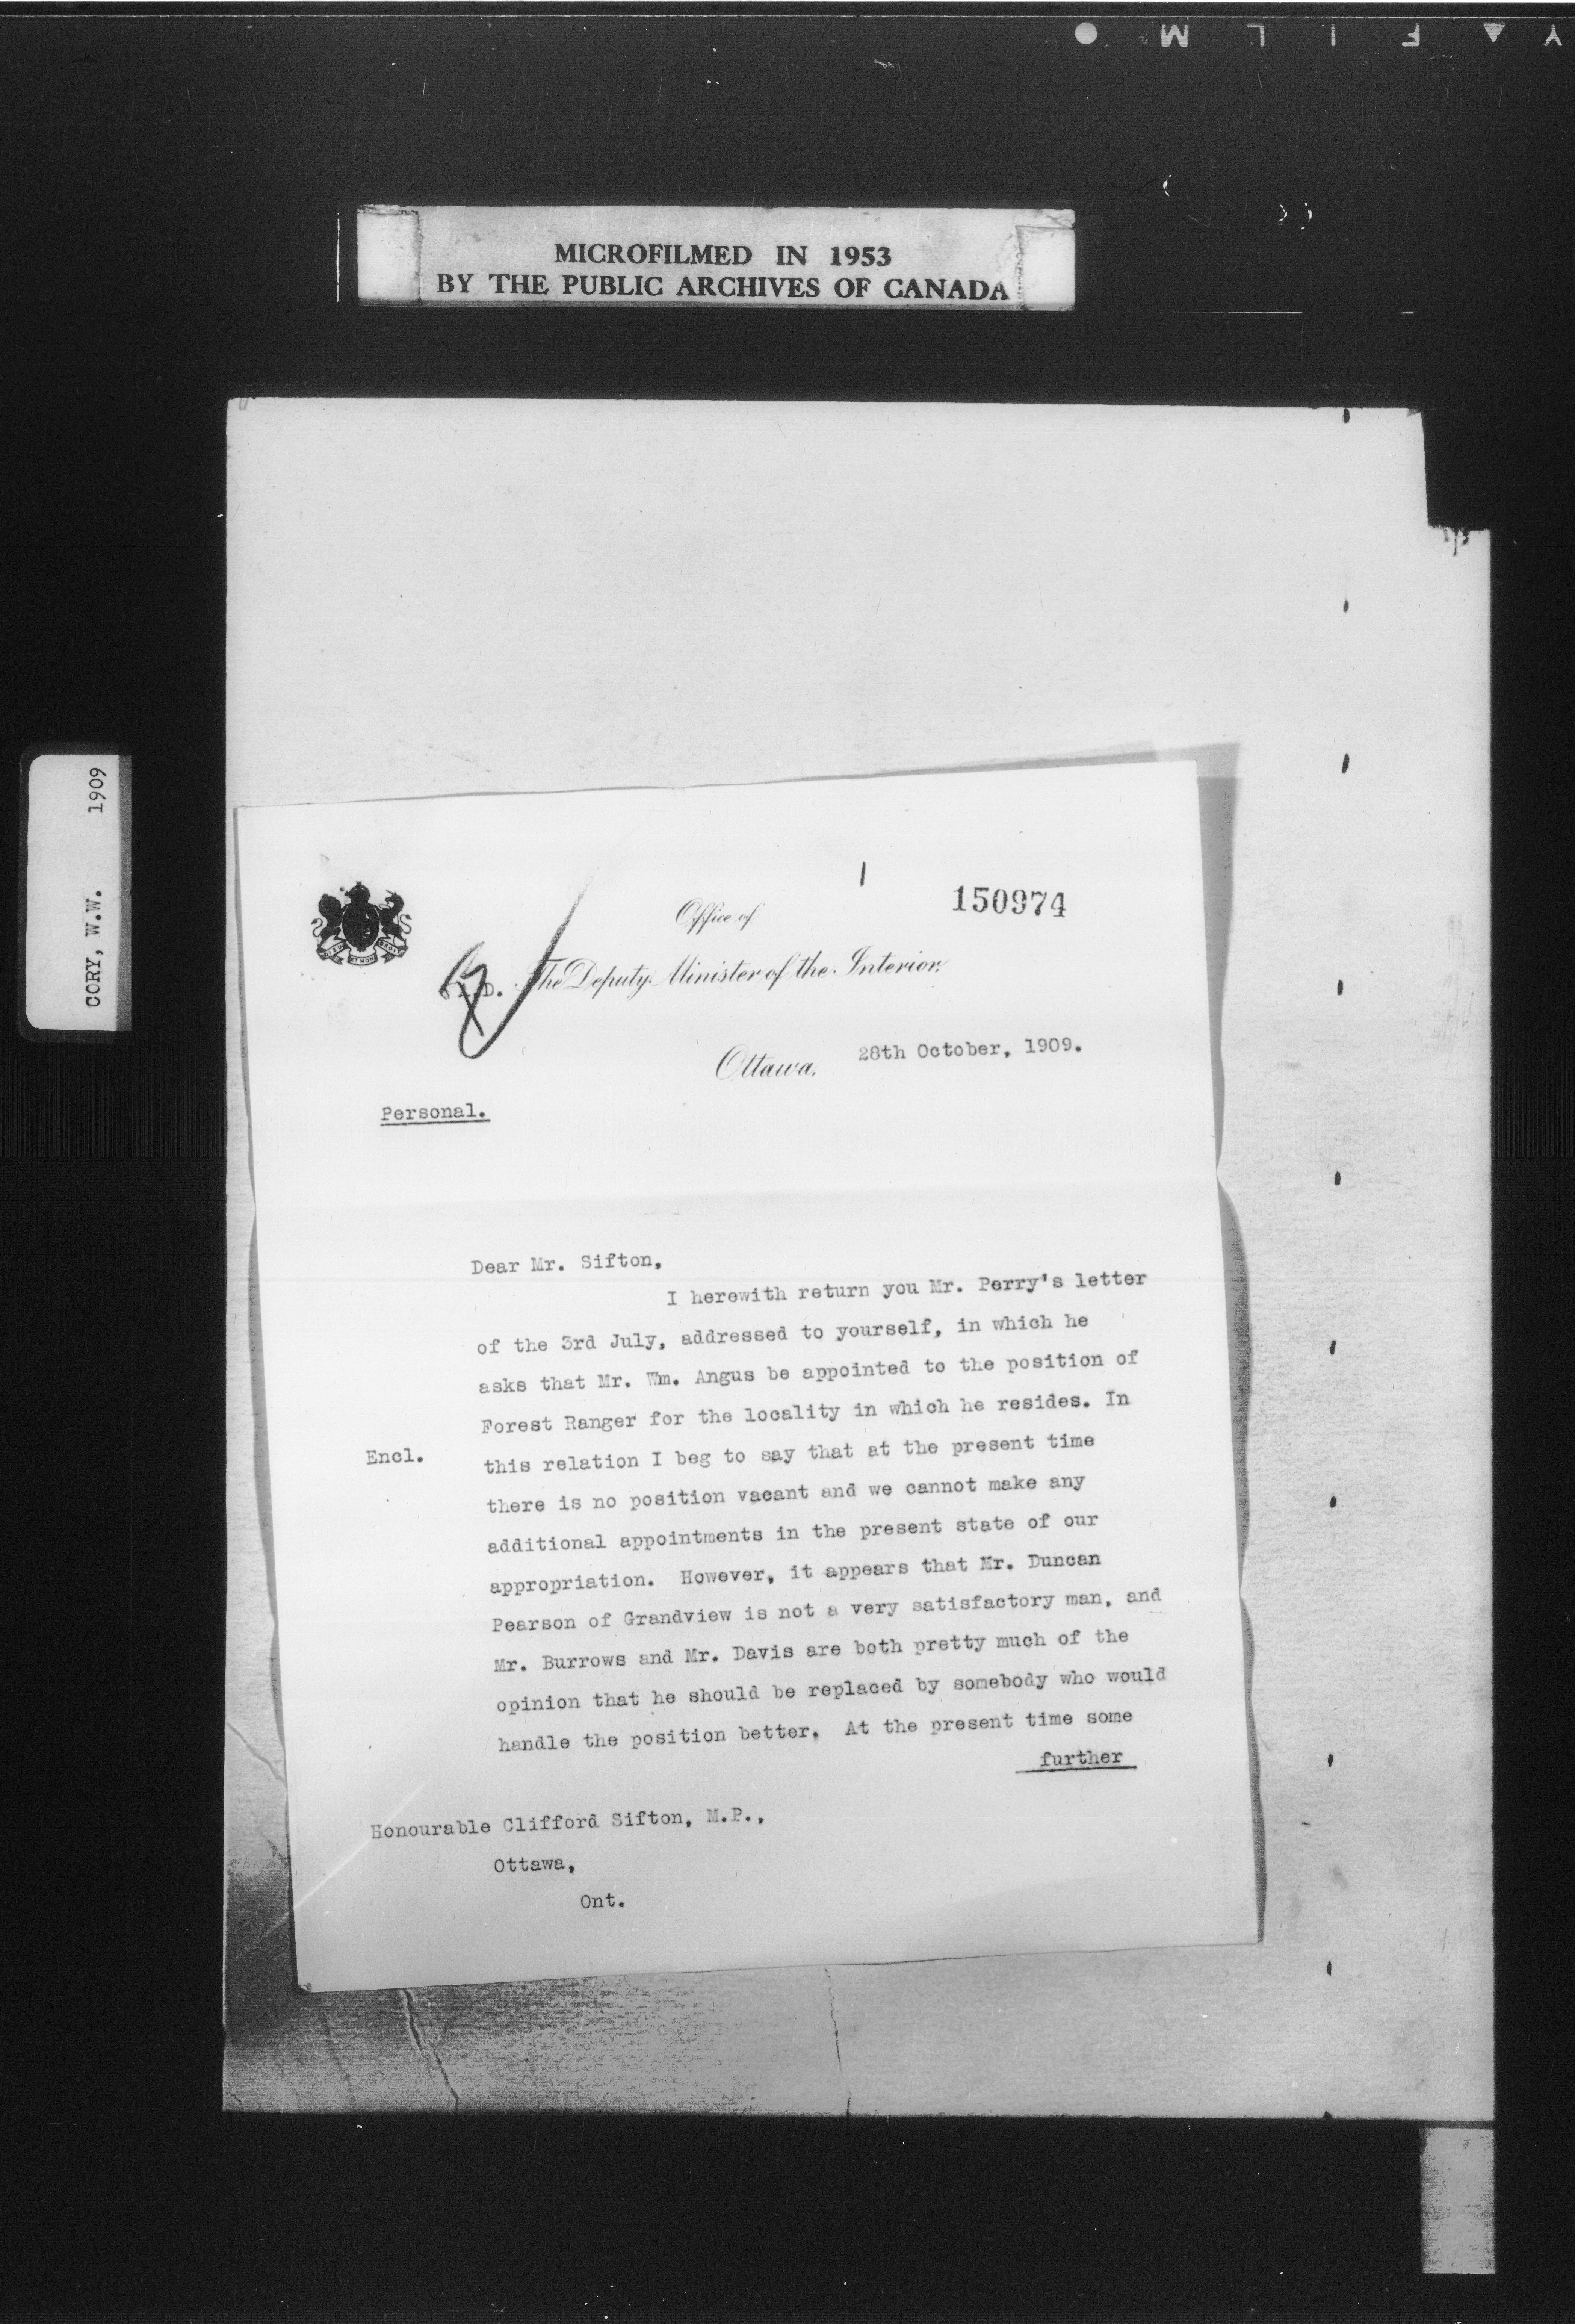 Y ▲ F I L M ●
MICROFILMED IN 1953
BY THE PUBLIC ARCHIVES OF CANADA
CORY, W.W. 1909
150974
Office of
The Deputy Minister of the Interior.
Ottawa, 28th October, 1909.
Personal.
Dear Mr. Sifton,
I herewith return you Mr. Perry's letter
of the 3rd July, addressed to yourself, in which he
asks that Mr. Wm. Angus be appointed to the position of
Forest Ranger for the locality in which he resides. In
Encl.
this relation I beg to say that at the present time
there is no position vacant and we cannot make any
additional appointments in the present state of our
appropriation. However, it appears that Mr. Duncan
Pearson of Grandview is not a very satisfactory man, and
Mr. Burrows and Mr. Davis are both pretty much of the
opinion that he should be replaced by somebody who would
handle the position better. At the present time some
further
Honourable Clifford Sifton, M.P.,
Ottawa,
Ont.